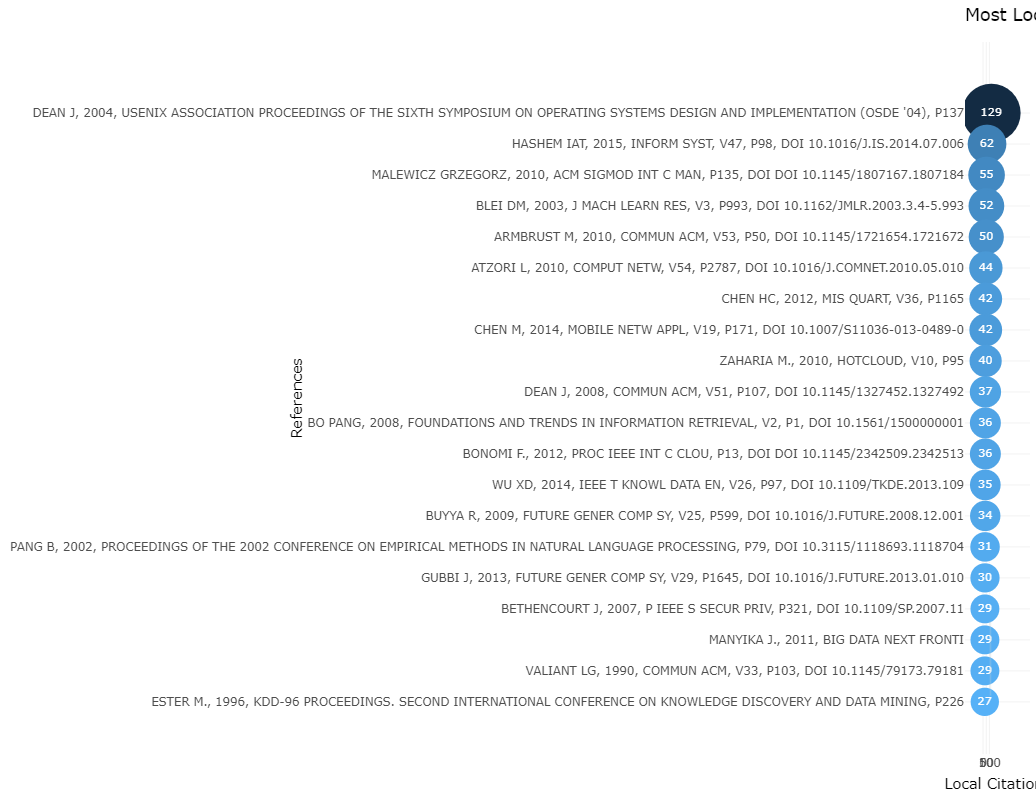 Most Loc
DEAN J, 2004, USENIX ASSOCIATION PROCEEDINGS OF THE SIXTH SYMPOSIUM ON OPERATING SYSTEMS DESIGN AND IMPLEMENTATION (OSDE '04), P137 129
HASHEM IAT, 2015, INFORM SYST, V47, P98, DOI 10.1016/J.IS.2014.07.006 62
MALEWICZ GRZEGORZ, 2010, ACM SIGMOD INT C MAN, P135, DOI DOI 10.1145/1807167.1807184 55
BLEI DM, 2003, J MACH LEARN RES, V3, P993, DOI 10.1162/JMLR.2003.3.4-5.993 52
ARMBRUST M, 2010, COMMUN ACM, V53, P50, DOI 10.1145/1721654.1721672 50
ATZORI L, 2010, COMPUT NETW, V54, P2787, DOI 10.1016/J.COMNET.2010.05.010 44
CHEN HC, 2012, MIS QUART, V36, P1165 42
CHEN M, 2014, MOBILE NETW APPL, V19, P171, DOI 10.1007/S11036-013-0489-0 42
ZAHARIA M., 2010, HOTCLOUD, V10, P95 40
DEAN J, 2008, COMMUN ACM, V51, P107, DOI 10.1145/1327452.1327492 37
References
BO PANG, 2008, FOUNDATIONS AND TRENDS IN INFORMATION RETRIEVAL, V2, P1, DOI 10.1561/1500000001 36
BONOMI F., 2012, PROC IEEE INT C CLOU, P13, DOI DOI 10.1145/2342509.2342513 36
WU XD, 2014, IEEE T KNOWL DATA EN, V26, P97, DOI 10.1109/TKDE.2013.109 35
BUYYA R, 2009, FUTURE GENER COMP SY, V25, P599, DOI 10.1016/J.FUTURE.2008.12.001 34
PANG B, 2002, PROCEEDINGS OF THE 2002 CONFERENCE ON EMPIRICAL METHODS IN NATURAL LANGUAGE PROCESSING, P79, DOI 10.3115/1118693.1118704 31
GUBBI J, 2013, FUTURE GENER COMP SY, V29, P1645, DOI 10.1016/J.FUTURE.2013.01.010 30
BETHENCOURT J, 2007, P IEEE S SECUR PRIV, P321, DOI 10.1109/SP.2007.11 29
MANYIKA J., 2011, BIG DATA NEXT FRONTI 29
VALIANT LG, 1990, COMMUN ACM, V33, P103, DOI 10.1145/79173.79181 29
ESTER M., 1996, KDD-96 PROCEEDINGS. SECOND INTERNATIONAL CONFERENCE ON KNOWLEDGE DISCOVERY AND DATA MINING, P226 27
Local Citation